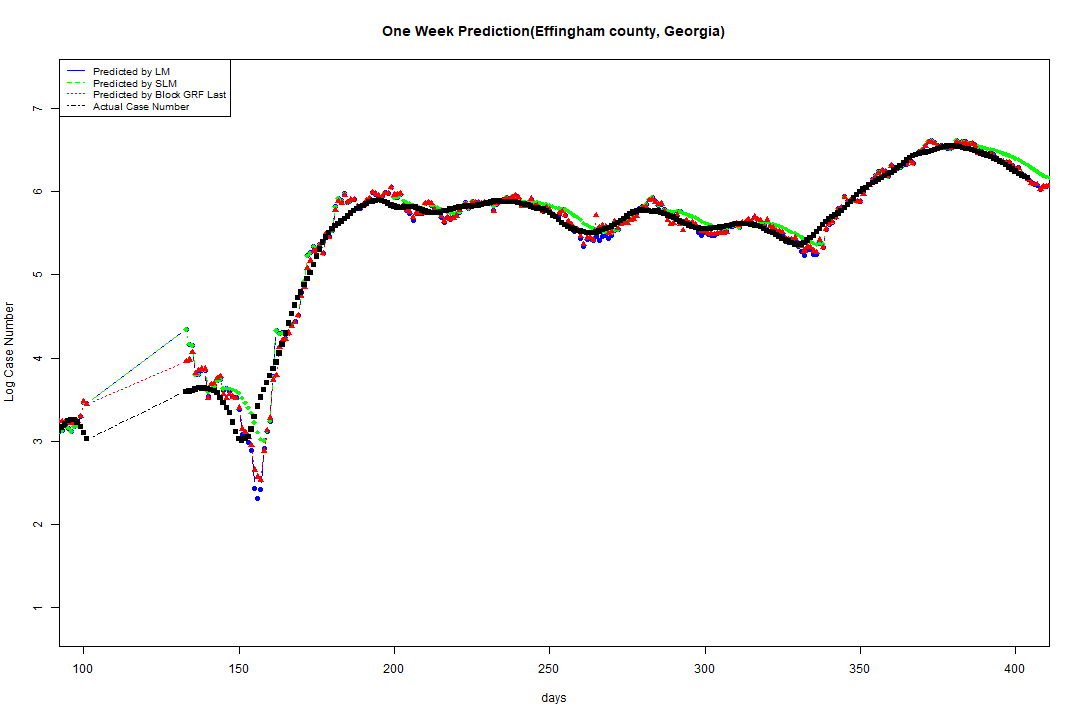 One Week Prediction(Effingham county, Georgia)
Predicted by LM
Predicted by SLM
Predicted by Block GRF Last
Actual Case Number
7
6
5
4
3
2
1
Log Case Number
100 150 200 250 300 350 400
days